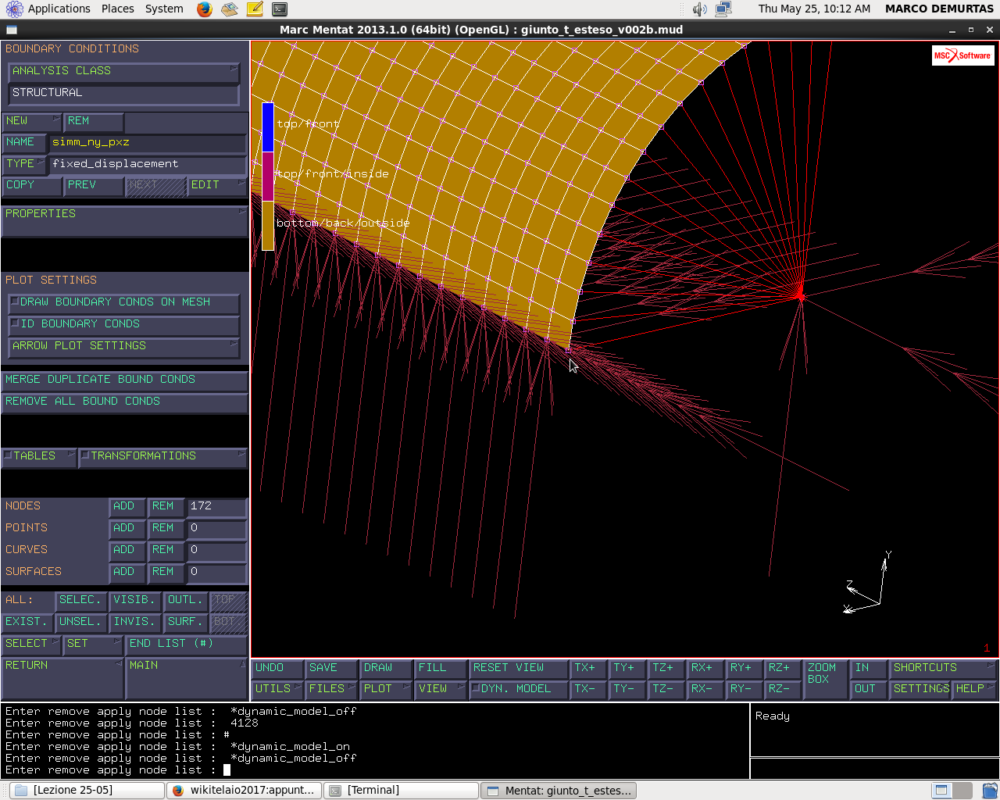 Applications Places System Thu May 25, 10:12 AM MARCO DEMURTAS
Marc Mentat 2013.1.0 (64bit) (OpenGL) : giunto_t_esteso_v002b.mud
BOUNDARY CONDITIONS
ANALYSIS CLASS
STRUCTURAL
NEW REM
NAME simm_ny_pxz
TYPE fixed_displacement
COPY PREV NEXT EDIT
PROPERTIES
PLOT SETTINGS
DRAW BOUNDARY CONDS ON MESH
ID BOUNDARY CONDS
ARROW PLOT SETTINGS
MERGE DUPLICATE BOUND CONDS
REMOVE ALL BOUND CONDS
TABLES TRANSFORMATIONS
NODES ADD REM 172
POINTS ADD REM 0
CURVES ADD REM 0
SURFACES ADD REM 0
ALL: SELEC. VISIB. OUTL. TOP
EXIST. UNSEL. INVIS. SURF. BOT.
SELECT SET END LIST (#)
RETURN MAIN
top/front
top/front/inside
bottom/back/outside
MSC Software
Y
Z
X
1
UNDO SAVE DRAW FILL RESET VIEW TX+ TY+ TZ+ RX+ RY+ RZ+ ZOOM BOX IN SHORTCUTS
UTILS FILES PLOT VIEW DYN. MODEL TX- TY- TZ- RX- RY- RZ- OUT SETTINGS HELP
Enter remove apply node list : *dynamic_model_off
Enter remove apply node list : 4128
Enter remove apply node list : #
Enter remove apply node list : *dynamic_model_on
Enter remove apply node list : *dynamic_model_off
Enter remove apply node list :
Ready
[Lezione 25-05] wikitelaio2017:appunt... [Terminal] Mentat: giunto_t_estes...